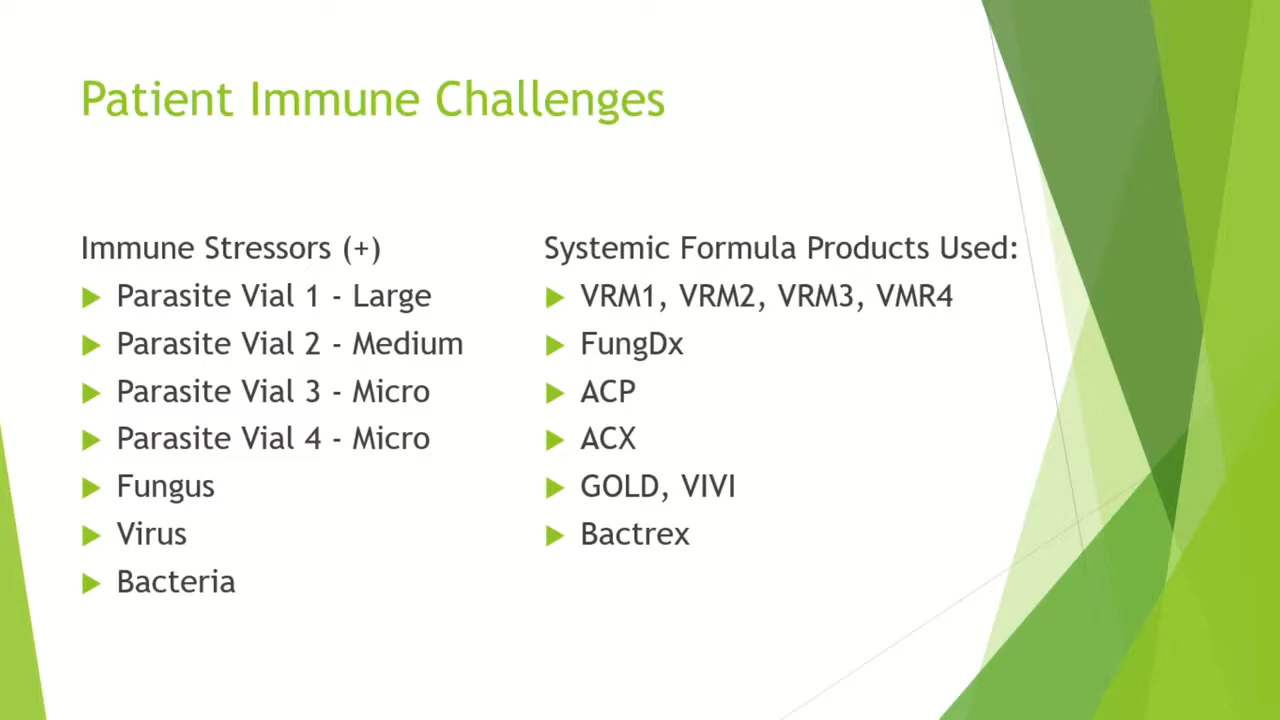 Patient Immune Challenges
Immune Stressors (+)
Parasite Vial 1 - Large
Parasite Vial 2 - Medium
Parasite Vial 3 - Micro
Parasite Vial 4 - Micro
Fungus
Virus
Bacteria
Systemic Formula Products Used:
VRM1, VRM2, VRM3, VMR4
FungDx
ACP
ACX
GOLD, VIVI
Bactrex